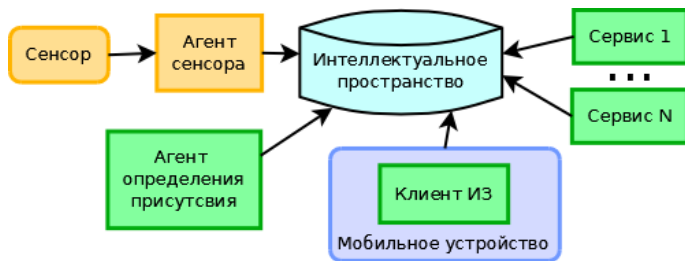 Сенсор
Агент
сенсора
Интеллектуальное
пространство
Сервис 1
...
Сервис N
Агент
определения
присутсвия
Клиент ИЗ
Мобильное устройство